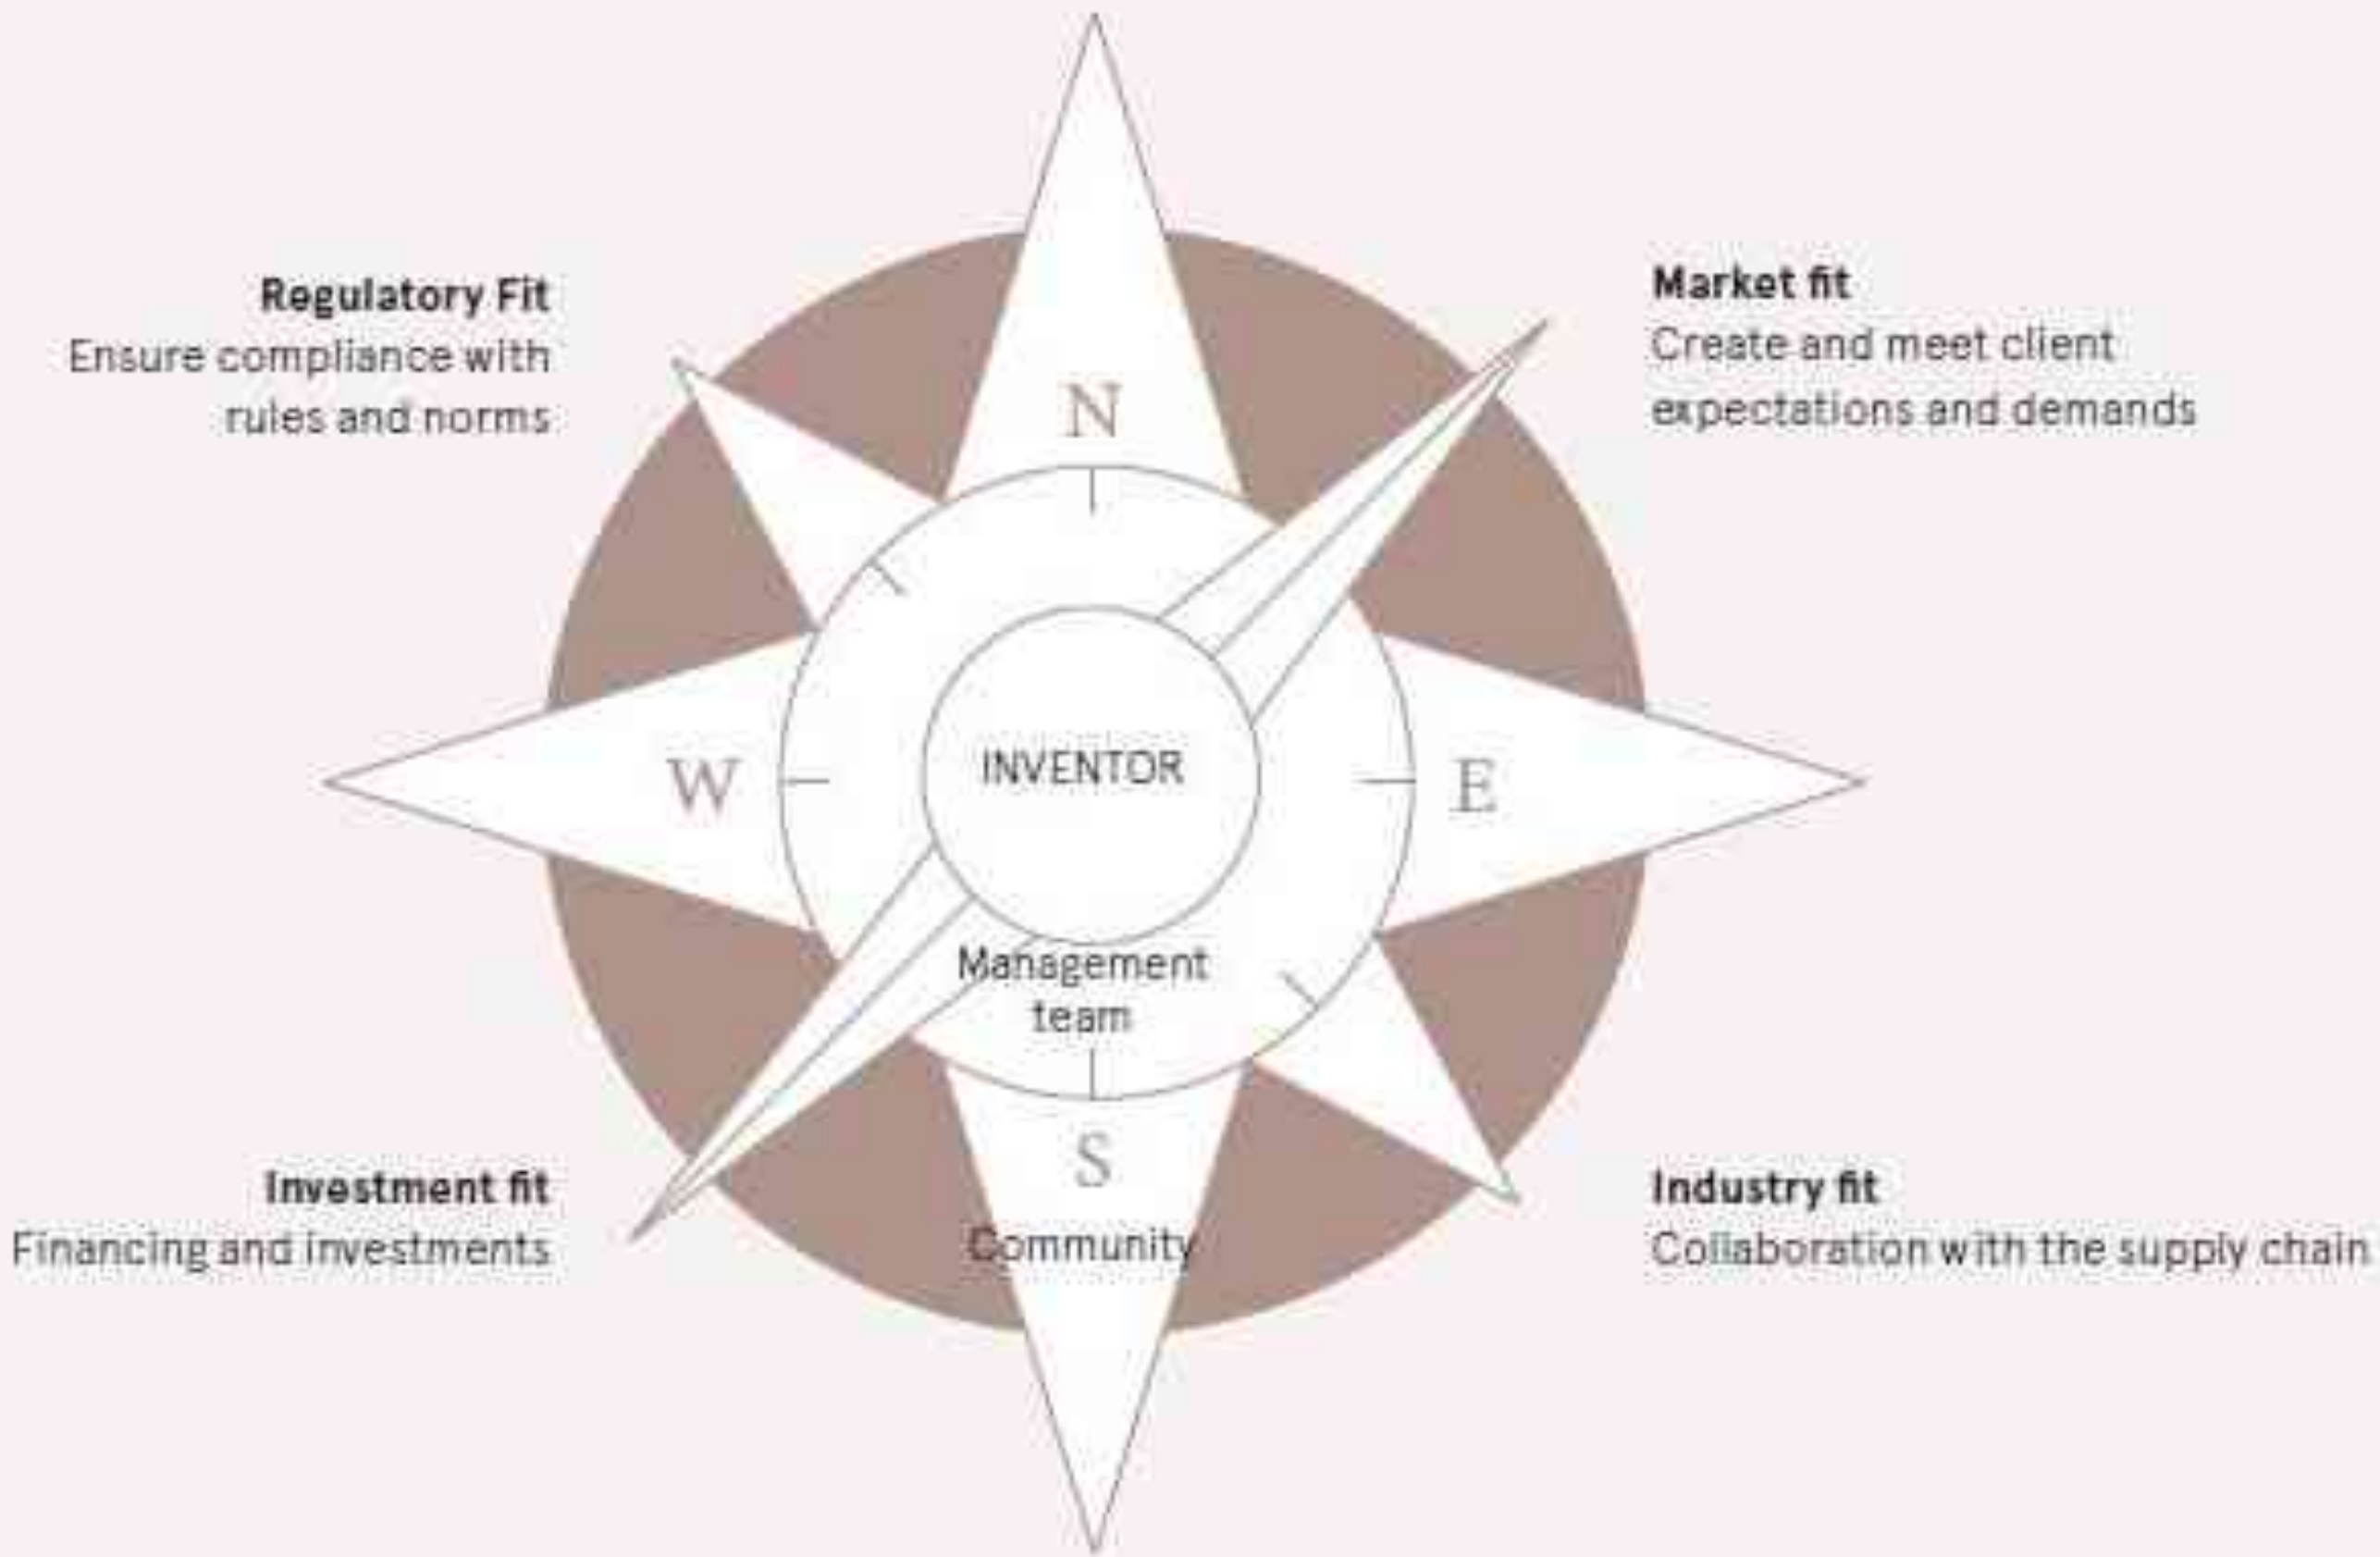 Regulatory Fit
Ensure compliance with
rules and norms
Market fit
Create and meet client
expectations and demands
N
W
INVENTOR
E
Management
team
S
Community
Investment fit
Financing and investments
Industry fit
Collaboration with the supply chain